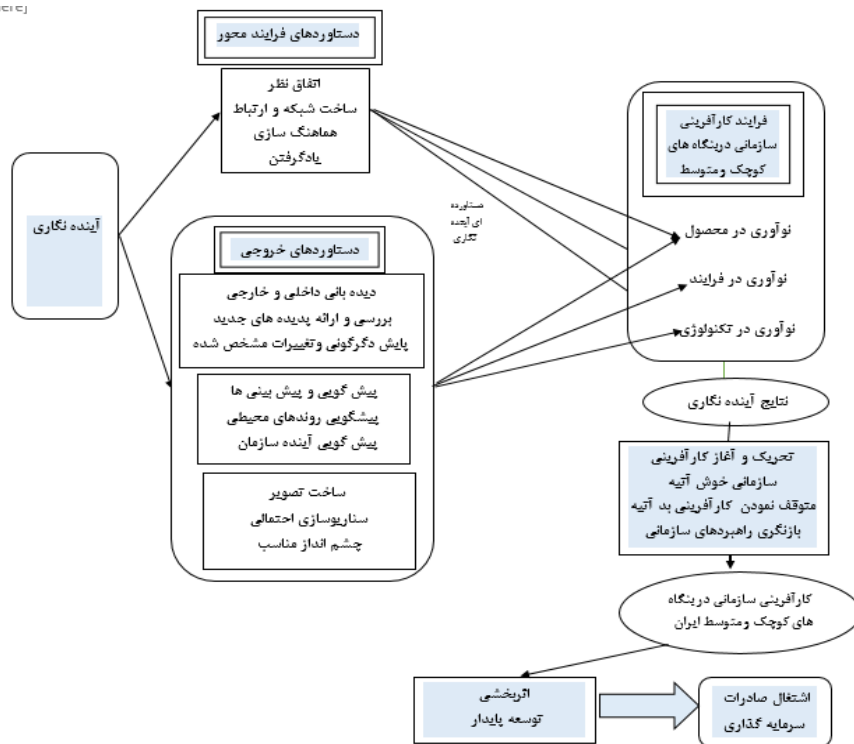 دستاوردهای فرایند محور
اتفاق نظر
ساخت شبکه و ارتباط
هماهنگ سازی
یادگرفتن
فرایند کارآفرینی
سازمانی دربنگاه های
کوچک ومتوسط
نوآوری در محصول
نوآوری در فرایند
نوآوری در تکنولوژی
آینده نگاری
دستاورده
ای آینده
نگاری
دستاوردهای خروجی
دیده بانی داخلی و خارجی
بررسی و ارائه پدیده های جدید
پایش دگرگونی وتغییرات مشخص شده
پیش گویی و پیش بینی ها
پیشگویی روندهای محیطی
پیش گویی آینده سازمان
ساخت تصویر
سناریوسازی احتمالی
چشم انداز مناسب
نتایج آینده نگاری
تحریک و آغاز کارآفرینی
سازمانی خوش آتیه
متوقف نمودن کارآفرینی بد آتیه
بازنگری راهبردهای سازمانی
کارآفرینی سازمانی دربنگاه
های کوچک ومتوسط ایران
اثربخشی
توسعه پایدار
اشتغال صادرات
سرمایه گذاری